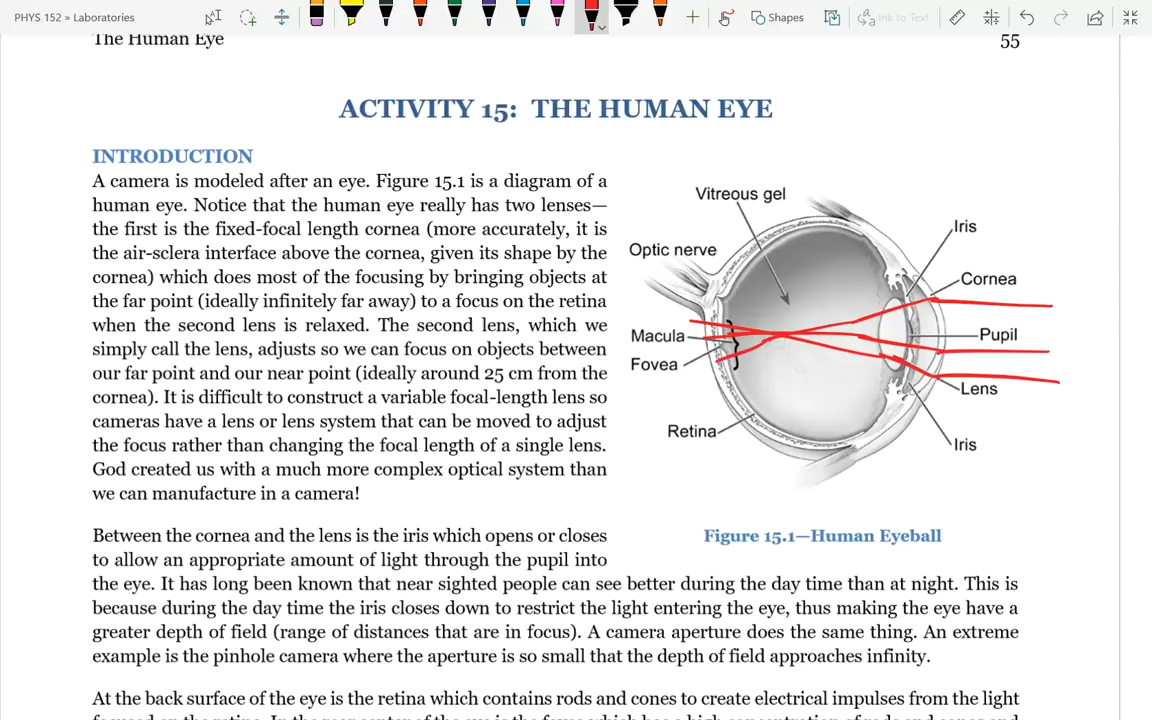 PHYS 152 » Laboratories
Shapes
Ink to Text
The Human Eye
55
ACTIVITY 15: THE HUMAN EYE
INTRODUCTION
A camera is modeled after an eye. Figure 15.1 is a diagram of a
human eye. Notice that the human eye really has two lenses—
the first is the fixed-focal length cornea (more accurately, it is
the air-sclera interface above the cornea, given its shape by the
cornea) which does most of the focusing by bringing objects at
the far point (ideally infinitely far away) to a focus on the retina
when the second lens is relaxed. The second lens, which we
simply call the lens, adjusts so we can focus on objects between
our far point and our near point (ideally around 25 cm from the
cornea). It is difficult to construct a variable focal-length lens so
cameras have a lens or lens system that can be moved to adjust
the focus rather than changing the focal length of a single lens.
God created us with a much more complex optical system than
we can manufacture in a camera!
Vitreous gel
Optic nerve
Iris
Cornea
Macula
Pupil
Fovea
Lens
Retina
Iris
Figure 15.1—Human Eyeball
Between the cornea and the lens is the iris which opens or closes
to allow an appropriate amount of light through the pupil into
the eye. It has long been known that near sighted people can see better during the day time than at night. This is
because during the day time the iris closes down to restrict the light entering the eye, thus making the eye have a
greater depth of field (range of distances that are in focus). A camera aperture does the same thing. An extreme
example is the pinhole camera where the aperture is so small that the depth of field approaches infinity.
At the back surface of the eye is the retina which contains rods and cones to create electrical impulses from the light